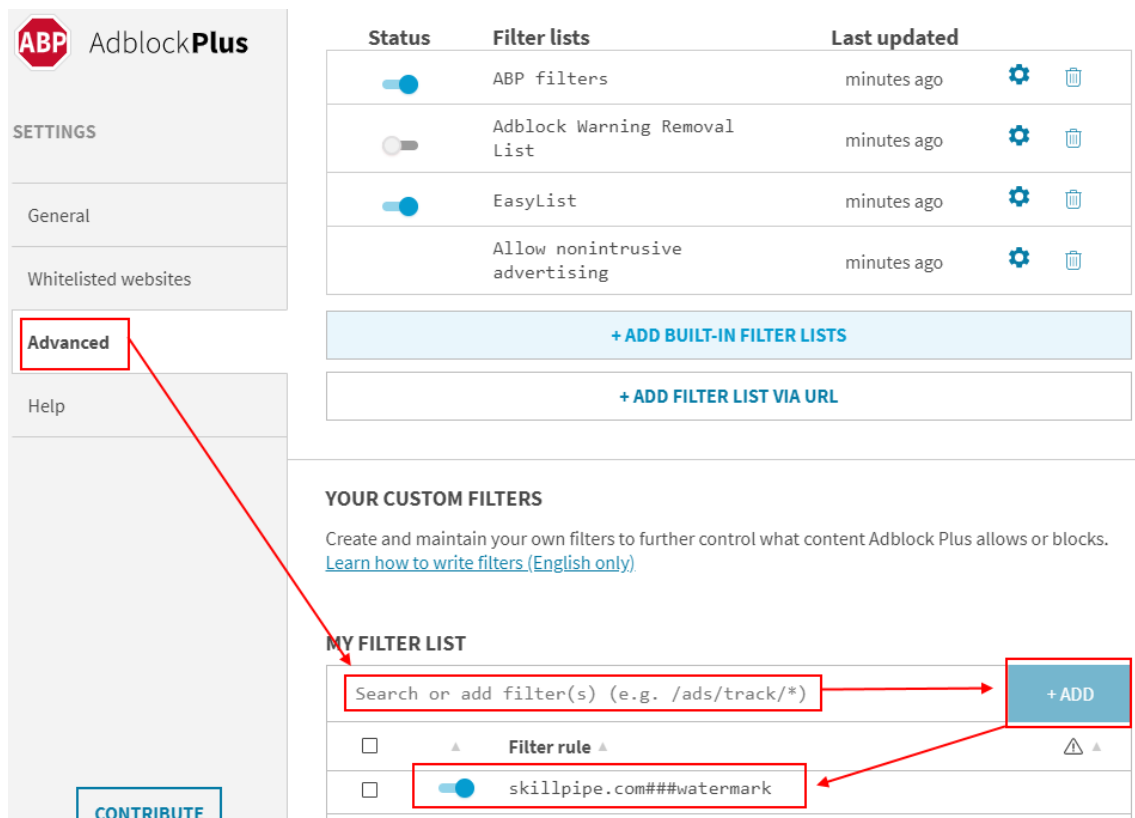 ABP Adblock Plus
SETTINGS
General
Whitelisted websites
Advanced
Help
CONTRIBUTE
Status Filter lists Last updated
ABP filters minutes ago
Adblock Warning Removal
List
minutes ago
EasyList minutes ago
Allow nonintrusive
advertising
minutes ago
+ ADD BUILT-IN FILTER LISTS
+ ADD FILTER LIST VIA URL
YOUR CUSTOM FILTERS
Create and maintain your own filters to further control what content Adblock Plus allows or blocks.
Learn how to write filters (English only)
MY FILTER LIST
Search or add filter(s) (e.g. /ads/track/*) + ADD
Filter rule
skillpipe.com###watermark